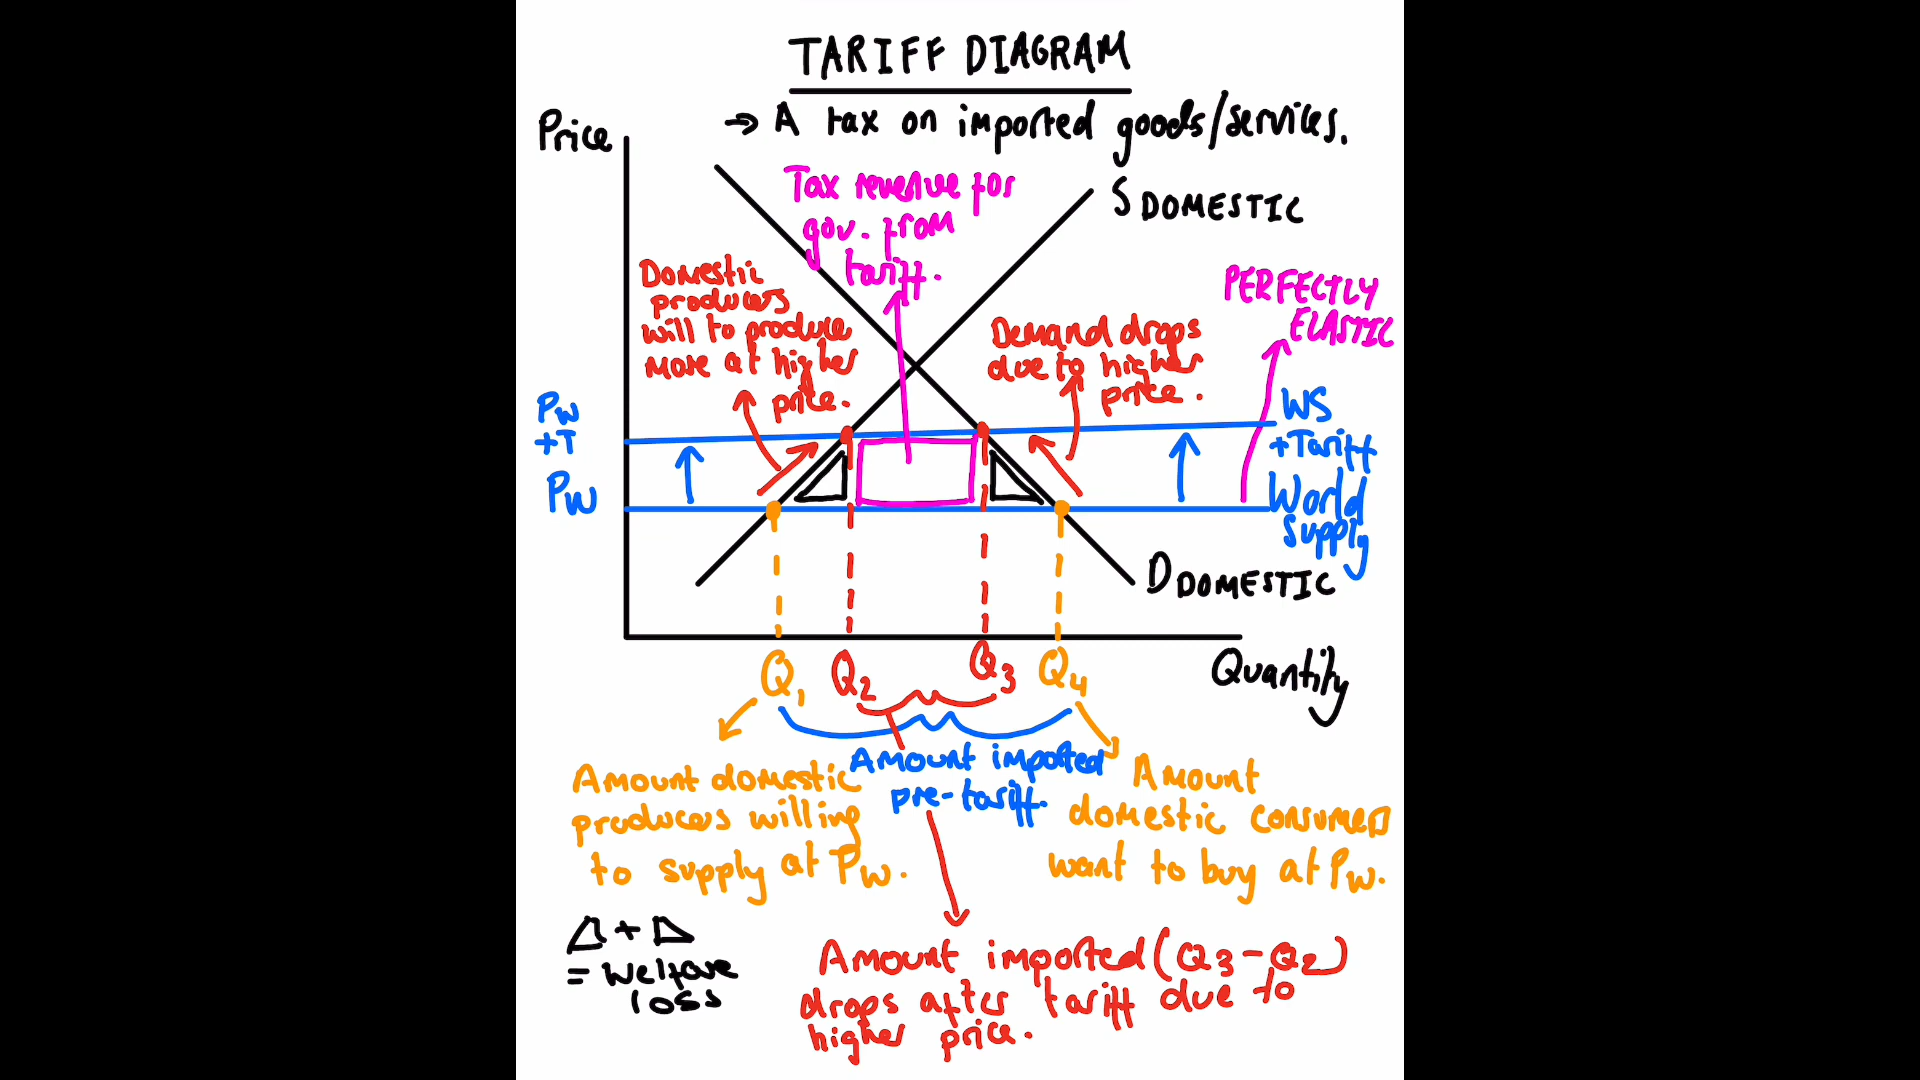 TARIFF DIAGRAM
→ A tax on imported goods/services.
Price
Tax revenue for
gov. from
tariff.
S DOMESTIC
Domestic
producers
will to produce
more at higher
price.
Demand drops
due to higher
price.
PERFECTLY
ELASTIC
Pw
+T
Pw
WS
+Tariff
World
Supply
D DOMESTIC
Q1
Q2
Q3
Q4
Quantity
Amount imported
pre-tariff.
Amount domestic
producers willing
to supply at Pw.
Amount
domestic consumers
want to buy at Pw.
△ + △
= welfare
loss
Amount imported (Q3-Q2)
drops after tariff due to
higher price.